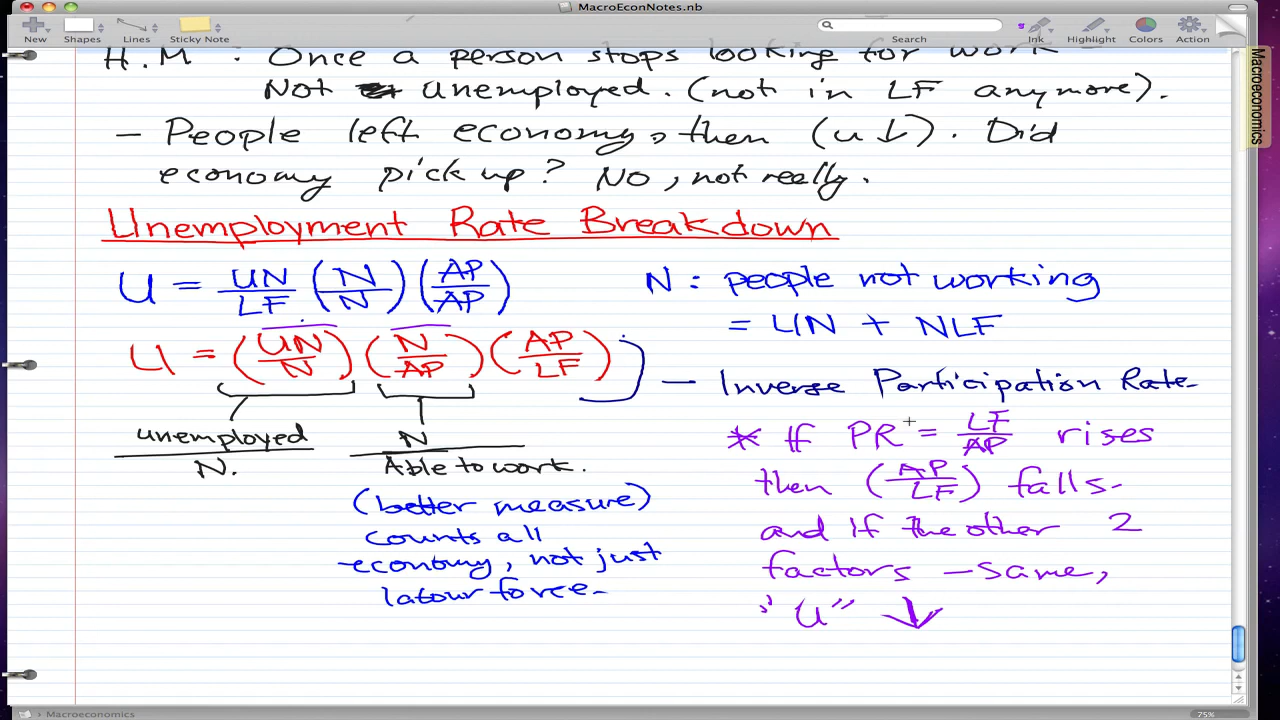 MacroEconNotes.nb
New Shapes Lines Sticky Note Search Ink Highlight Colors Action
Macroeconomics
H.M : Once a person stops looking for work -
Not unemployed. (not in LF anymore).
- People left economy, then (u↓). Did
economy pick up? No, not really.
Unemployment Rate Breakdown
U = UN/LF (N/N) (AP/AP)
N : people not working
= UN + NLF
U = (UN/N) (N/AP) (AP/LF)
- Inverse Participation Rate-
unemployed/N.
N/Able to work.
(better measure)
counts all
economy, not just
latour force-
* If PR = LF/AP rises
then (AP/LF) falls-
and if the other 2
factors - same,
"U" ↓
Macroeconomics
75%